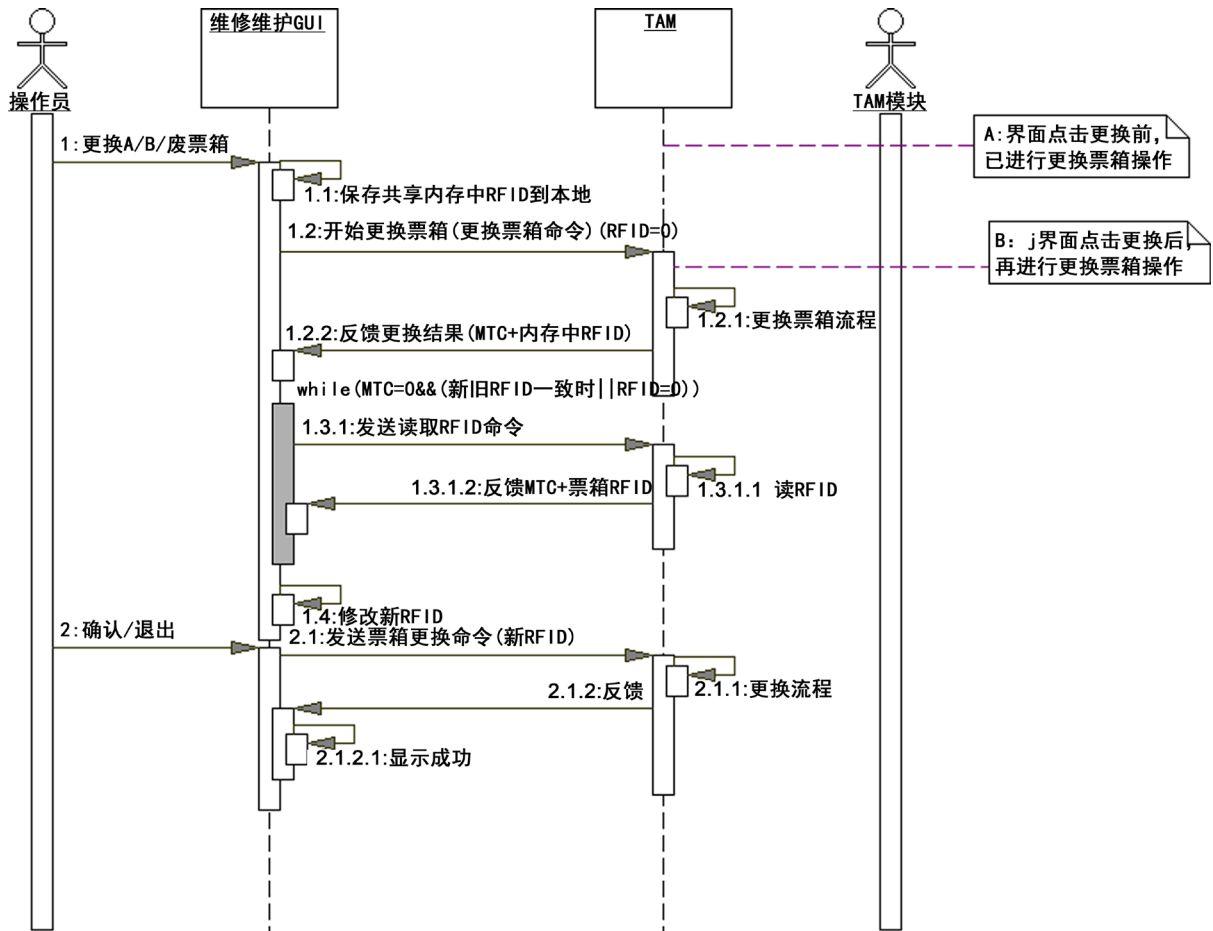 维修维护GUI
TAM
操作员
TAM模块
1:更换A/B/废票箱
A:界面点击更换前,
已进行更换票箱操作
1.1:保存共享内存中RFID到本地
1.2:开始更换票箱(更换票箱命令)(RFID=0)
B: j界面点击更换后,
再进行更换票箱操作
1.2.1:更换票箱流程
1.2.2:反馈更换结果(MTC+内存中RFID)
while(MTC=0&&(新旧RFID一致时||RFID=0))
1.3.1:发送读取RFID命令
1.3.1.2:反馈MTC+票箱RFID
1.3.1.1 读RFID
1.4:修改新RFID
2:确认/退出
2.1:发送票箱更换命令(新RFID)
2.1.1:更换流程
2.1.2:反馈
2.1.2.1:显示成功